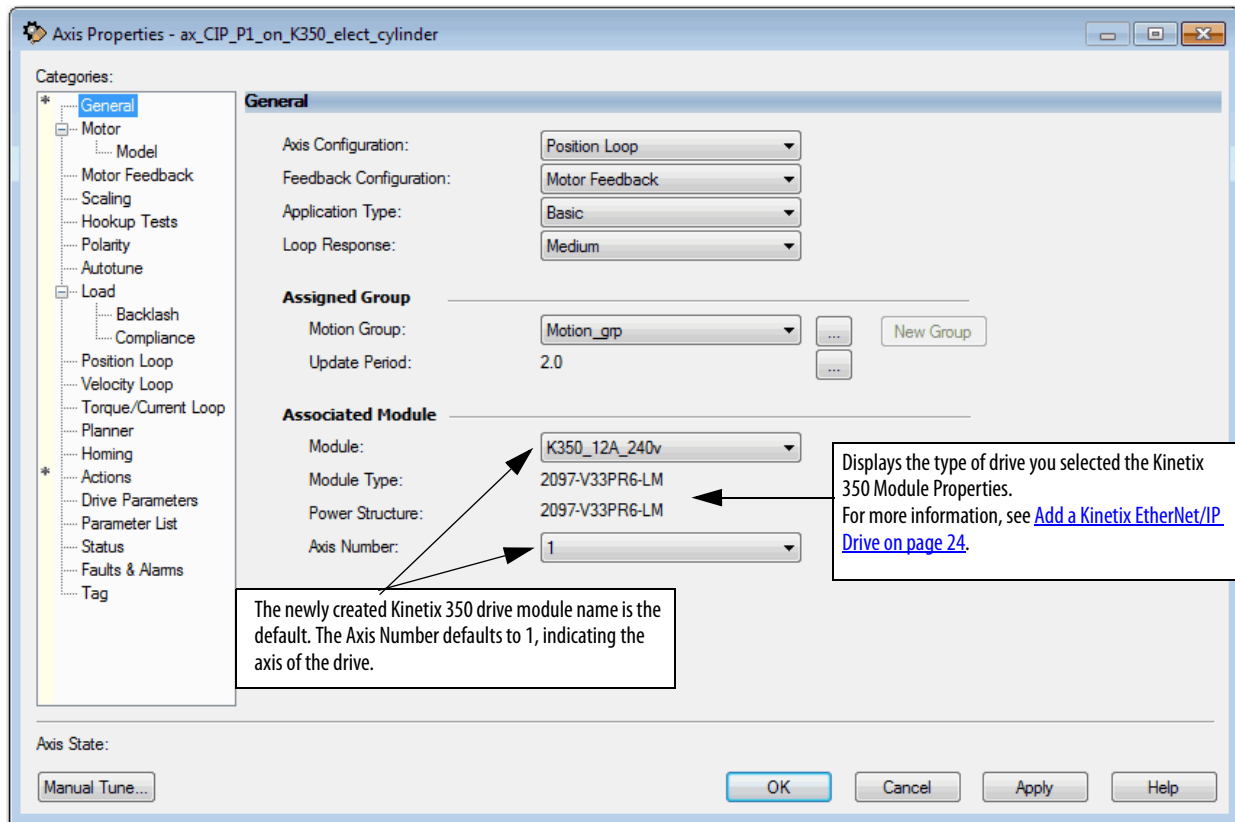 Axis Properties - ax_CIP_P1_on_K350_elect_cylinder
Categories:
* General
Motor
Model
Motor Feedback
Scaling
Hookup Tests
Polarity
Autotune
Load
Backlash
Compliance
Position Loop
Velocity Loop
Torque/Current Loop
Planner
Homing
* Actions
Drive Parameters
Parameter List
Status
Faults & Alarms
Tag
General
Axis Configuration: Position Loop
Feedback Configuration: Motor Feedback
Application Type: Basic
Loop Response: Medium
Assigned Group
Motion Group: Motion_grp ... New Group
Update Period: 2.0 ...
Associated Module
Module: K350_12A_240v
Module Type: 2097-V33PR6-LM
Power Structure: 2097-V33PR6-LM
Axis Number: 1
Displays the type of drive you selected the Kinetix
350 Module Properties.
For more information, see Add a Kinetix EtherNet/IP
Drive on page 24.
The newly created Kinetix 350 drive module name is the
default. The Axis Number defaults to 1, indicating the
axis of the drive.
Axis State:
Manual Tune... OK Cancel Apply Help